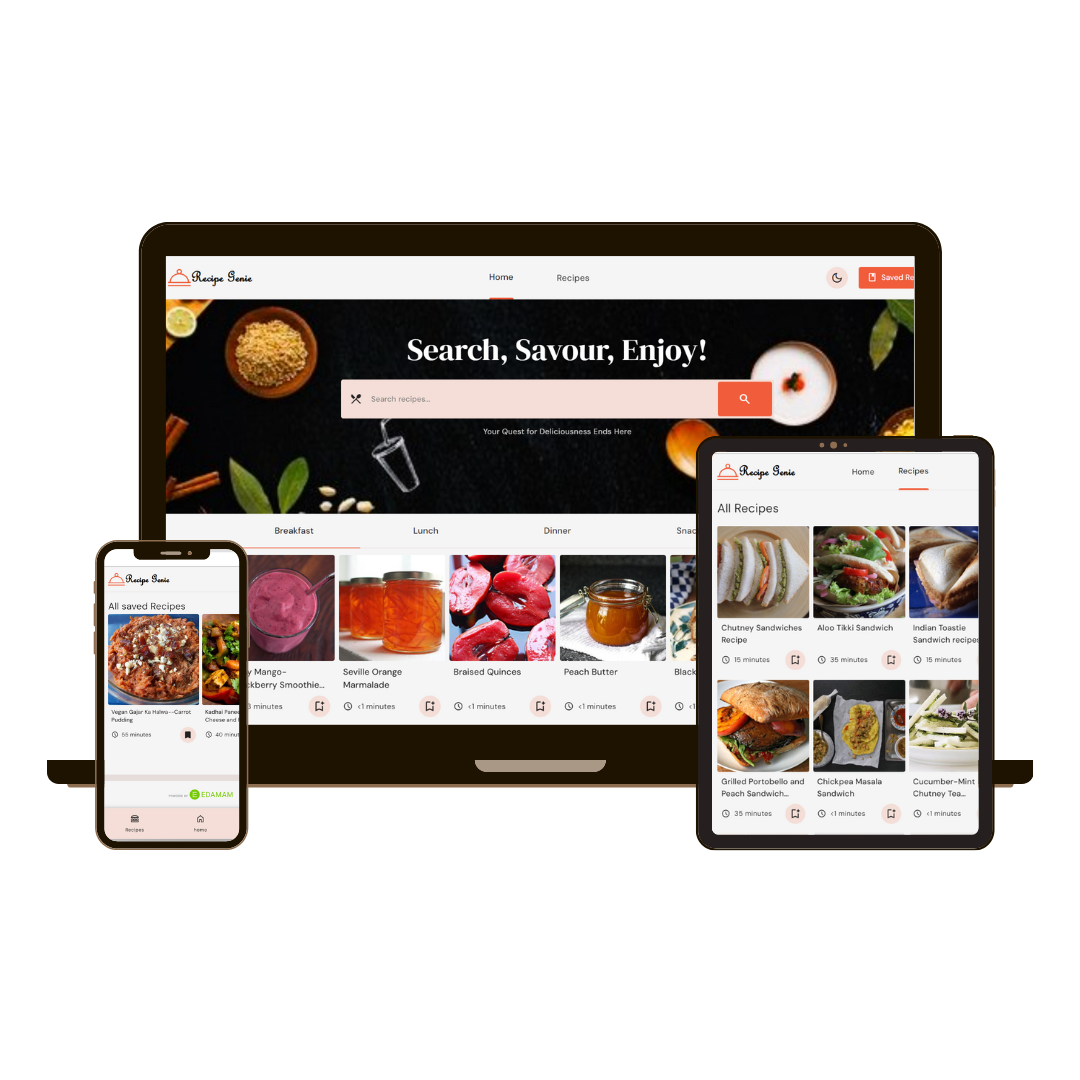 Recipe Genie
Home
Recipes
Saved Re
Search, Savour, Enjoy!
Search recipes...
Your Quest for Deliciousness Ends Here
Breakfast
Lunch
Dinner
Snac
y Mango-
ckberry Smoothie...
minutes
Seville Orange
Marmalade
<1 minutes
Braised Quinces
<1 minutes
Peach Butter
<1 minutes
Black
<1
Recipe Genie
All saved Recipes
Vegan Gajar Ka Halwa--Carrot
Pudding
55 minutes
Kadhai Panee
Cheese and
40 minut
EDAMAM
Recipes
home
Recipe Genie
Home
Recipes
All Recipes
Chutney Sandwiches
Recipe
15 minutes
Aloo Tikki Sandwich
35 minutes
Indian Toastie
Sandwich recipes
15 minutes
Grilled Portobello and
Peach Sandwich...
35 minutes
Chickpea Masala
Sandwich
<1 minutes
Cucumber-Mint
Chutney Tea...
<1 minutes